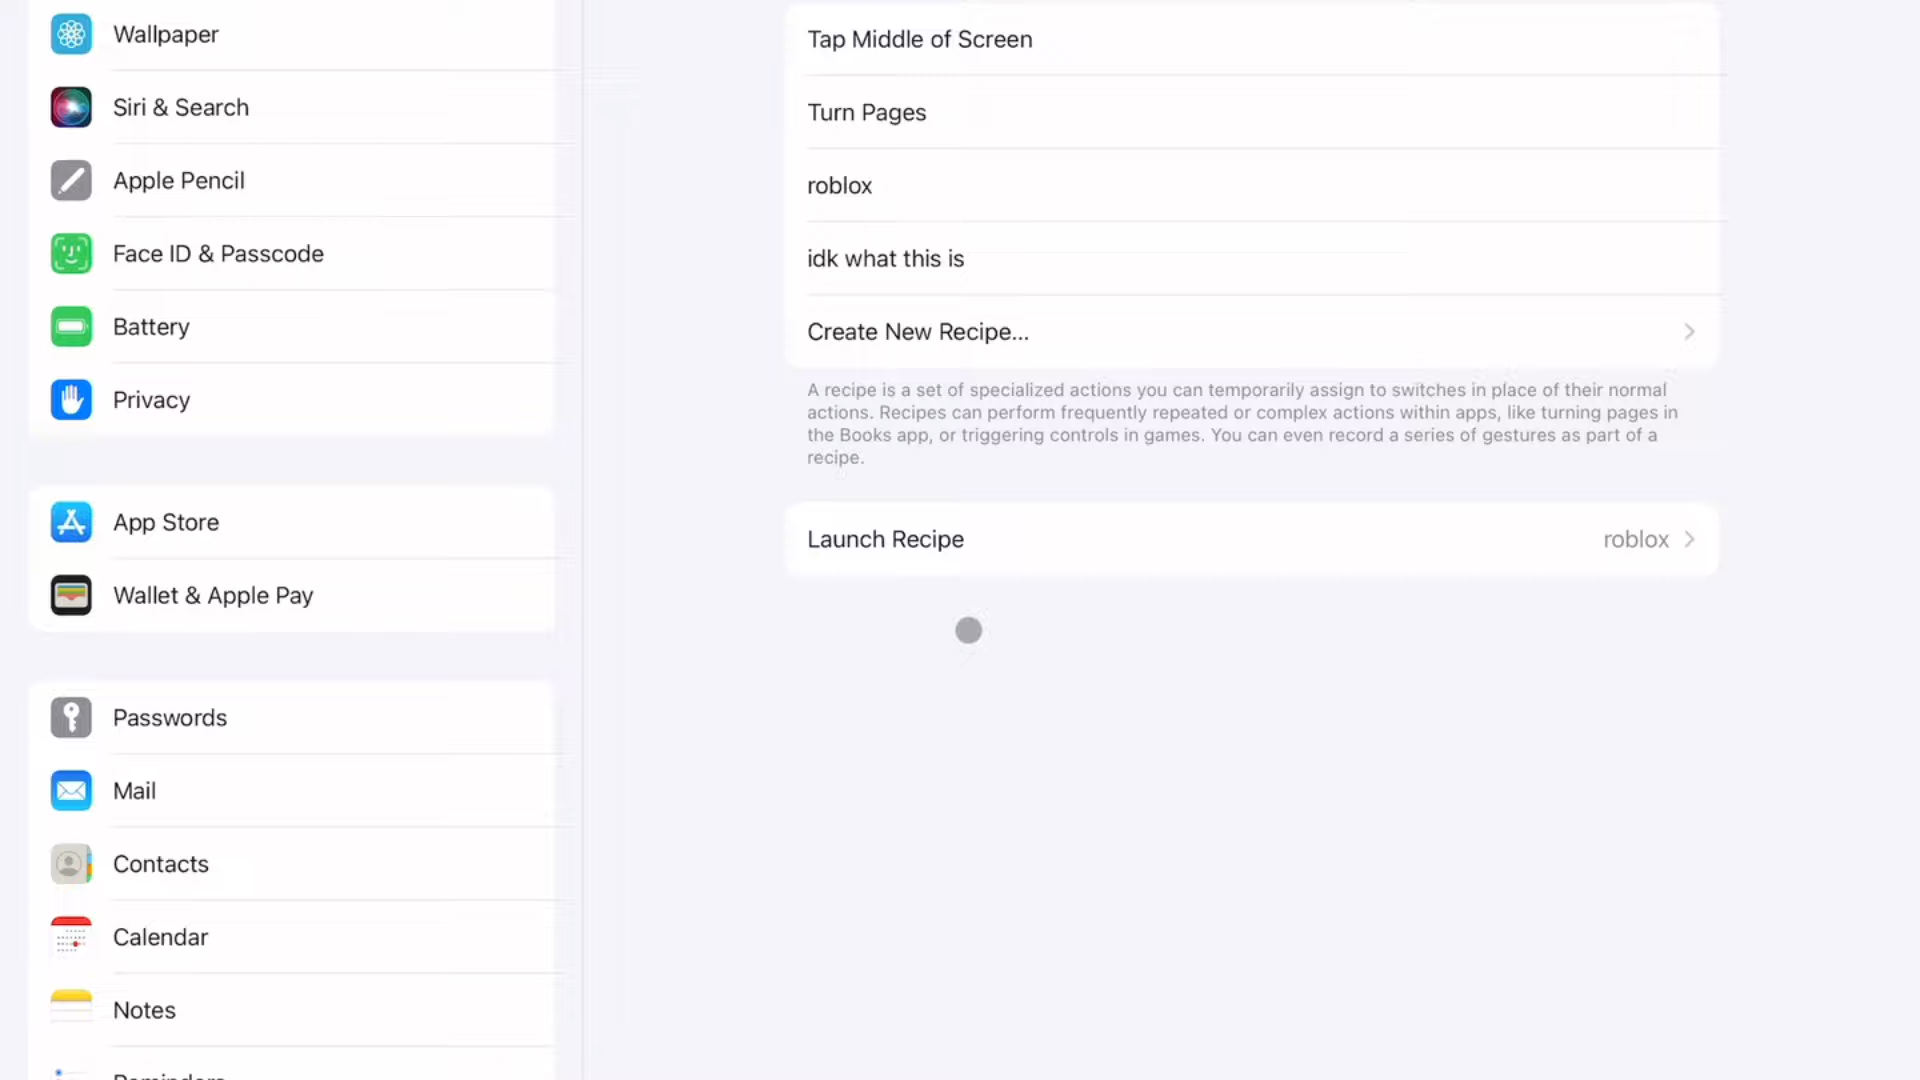 Wallpaper
Siri & Search
Apple Pencil
Face ID & Passcode
Battery
Privacy
App Store
Wallet & Apple Pay
Passwords
Mail
Contacts
Calendar
Notes
Reminders
Tap Middle of Screen
Turn Pages
roblox
idk what this is
Create New Recipe...
A recipe is a set of specialized actions you can temporarily assign to switches in place of their normal
actions. Recipes can perform frequently repeated or complex actions within apps, like turning pages in
the Books app, or triggering controls in games. You can even record a series of gestures as part of a
recipe.
Launch Recipe roblox